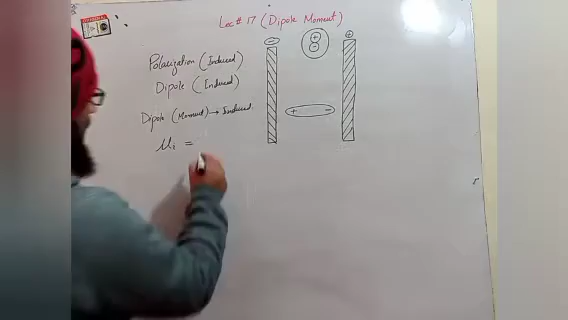 Lec # 17 (Dipole Moment)
Polarization (Induced)
Dipole (Induced)
Dipole (Moment) → Induced
μi =
− +
+
−
+ −